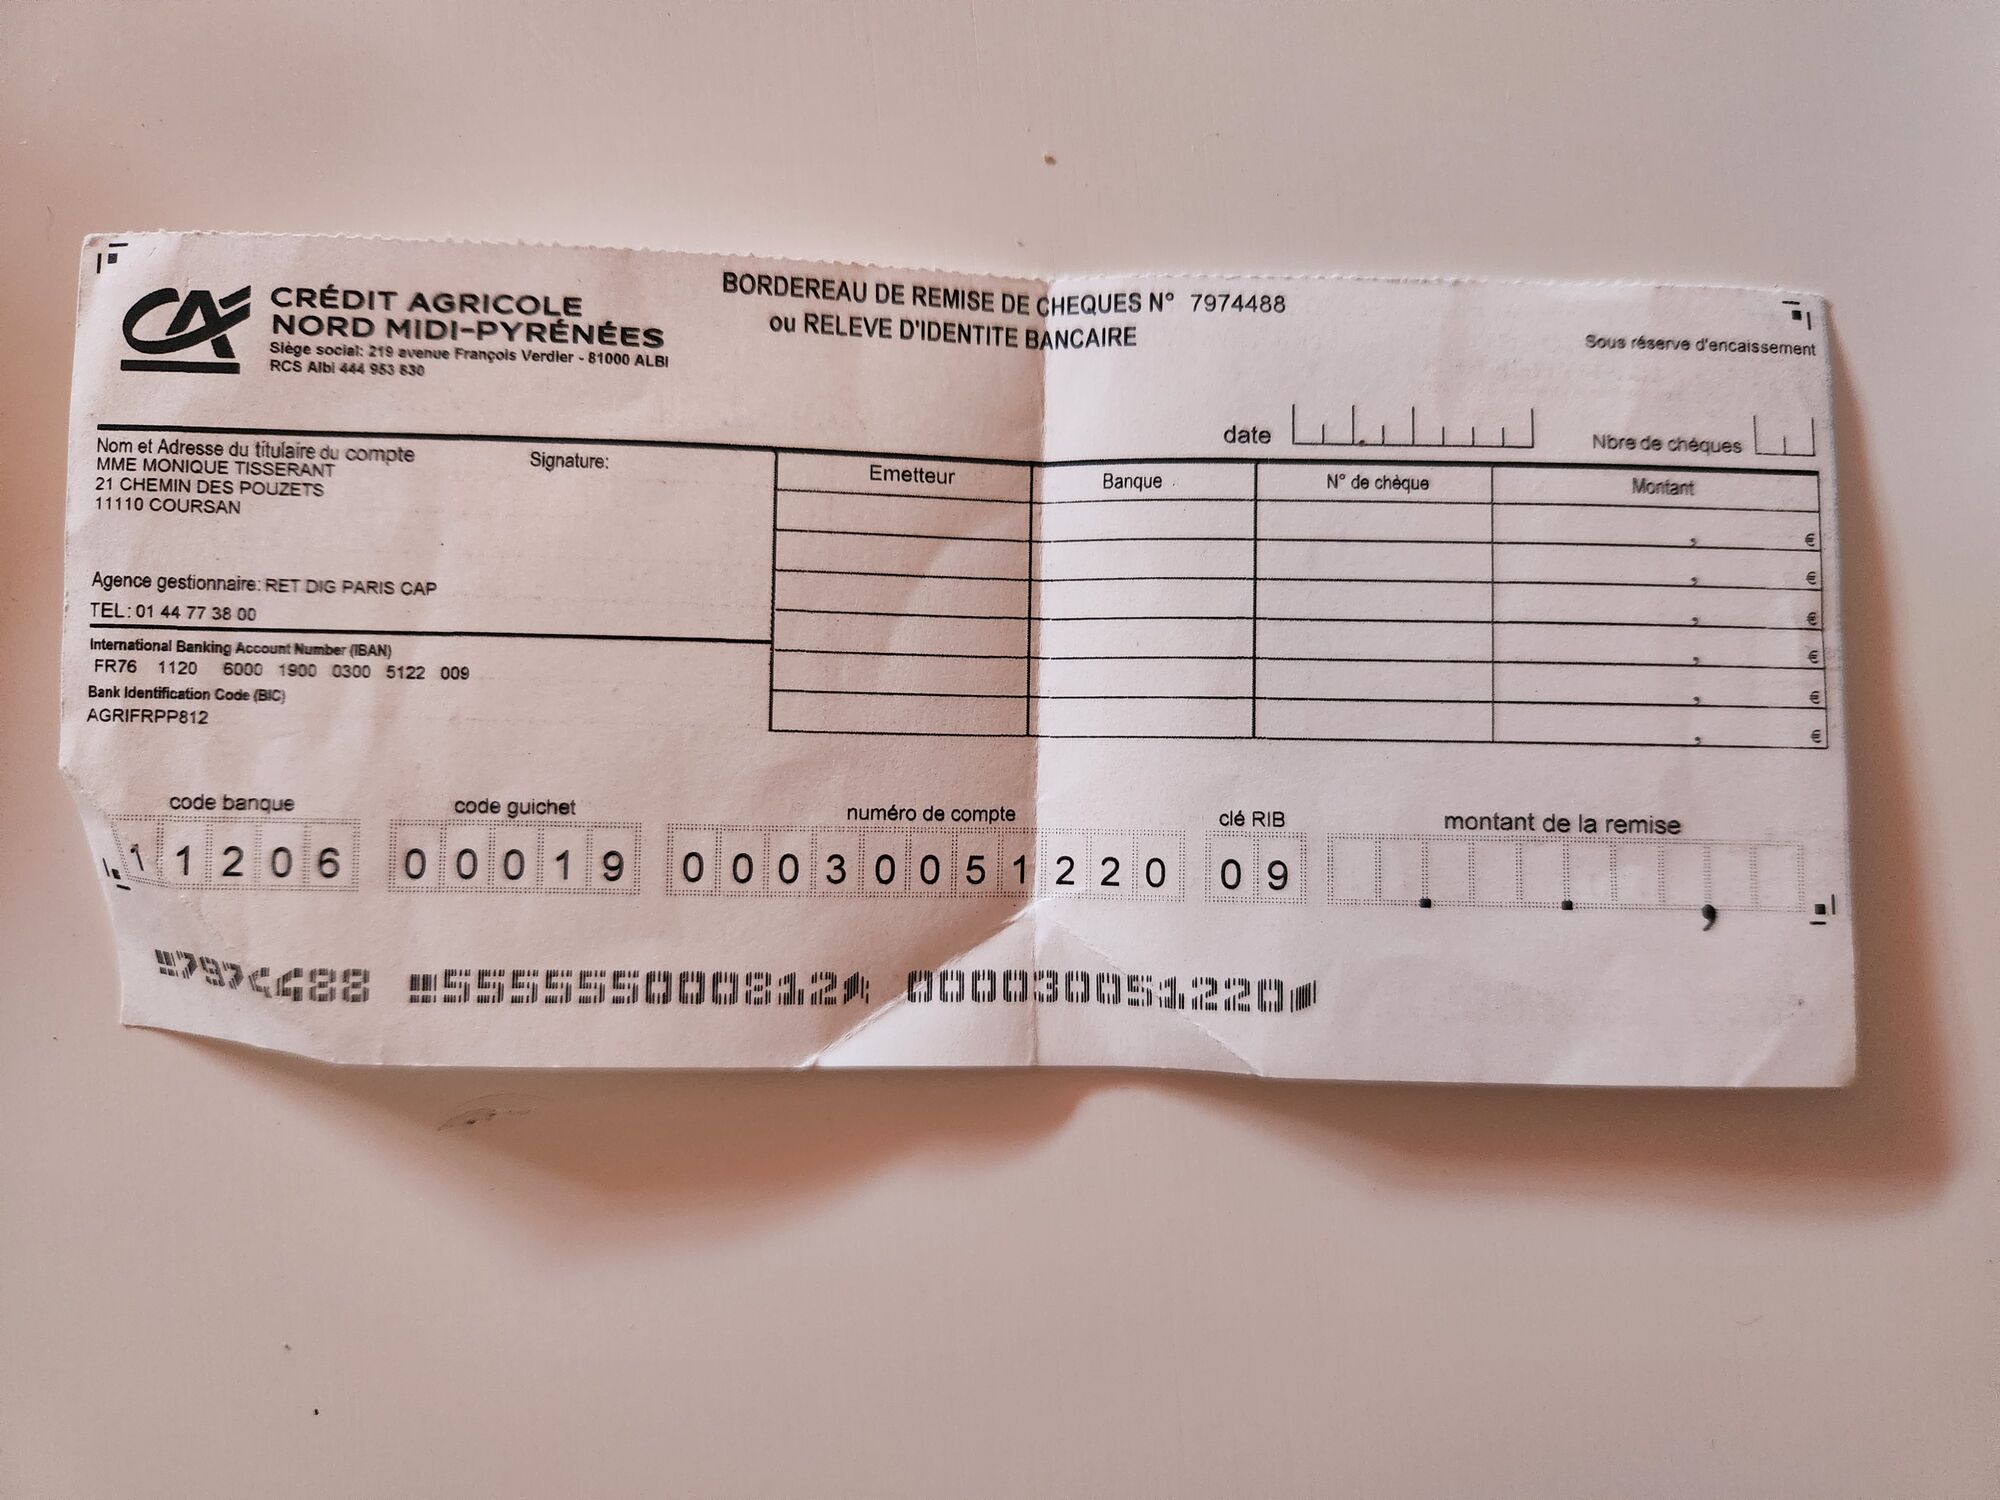 CRÉDIT AGRICOLE
NORD MIDI-PYRÉNÉES
Siège social: 219 avenue François Verdier - 81000 ALBI
RCS Albi 444 953 830
BORDEREAU DE REMISE DE CHEQUES N° 7974488
ou RELEVE D'IDENTITE BANCAIRE
Sous réserve d'encaissement
date
Nbre de chèques
Nom et Adresse du titulaire du compte
MME MONIQUE TISSERANT
21 CHEMIN DES POUZETS
11110 COURSAN
Signature:
Agence gestionnaire: RET DIG PARIS CAP
TEL: 01 44 77 38 00
International Banking Account Number (IBAN)
FR76 1120 6000 1900 0300 5122 009
Bank Identification Code (BIC)
AGRIFRPP812
Emetteur Banque N° de chèque Montant
, €
, €
, €
, €
, €
, €
code banque code guichet numéro de compte clé RIB montant de la remise
11206 00019 00030051220 09
7974488 555555000812 000030051220